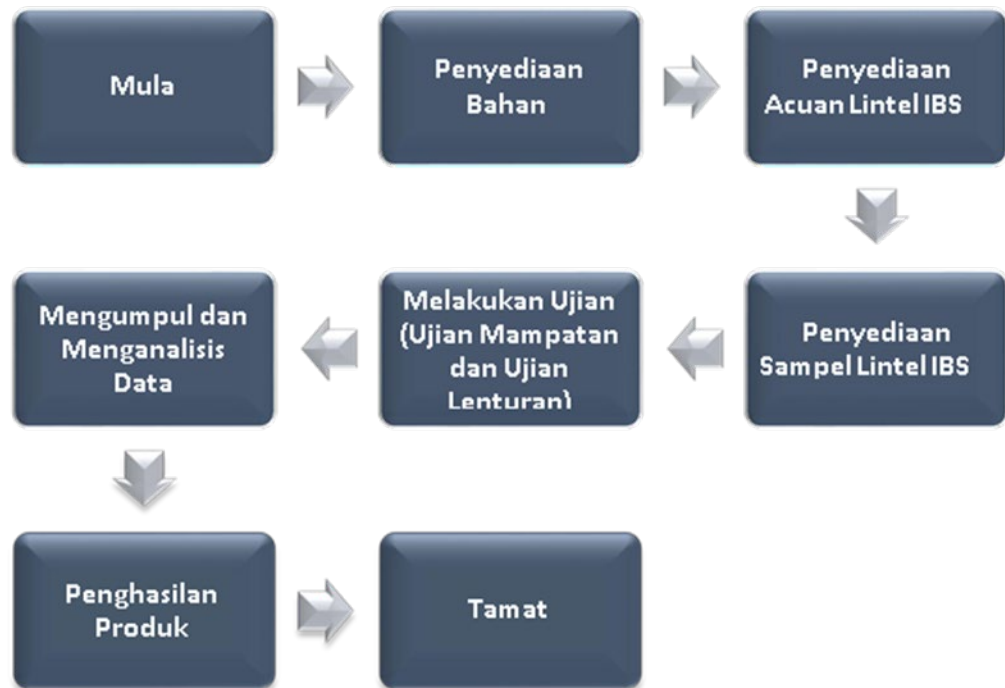 Mula
Penyediaan
Bahan
Penyediaan
Acuan Lintel IBS
Penyediaan
Sampel Lintel IBS
Melakukan Ujian
(Ujian Mampatan
dan Ujian
Lenturan)
Mengumpul dan
Menganalisis
Data
Penghasilan
Produk
Tamat